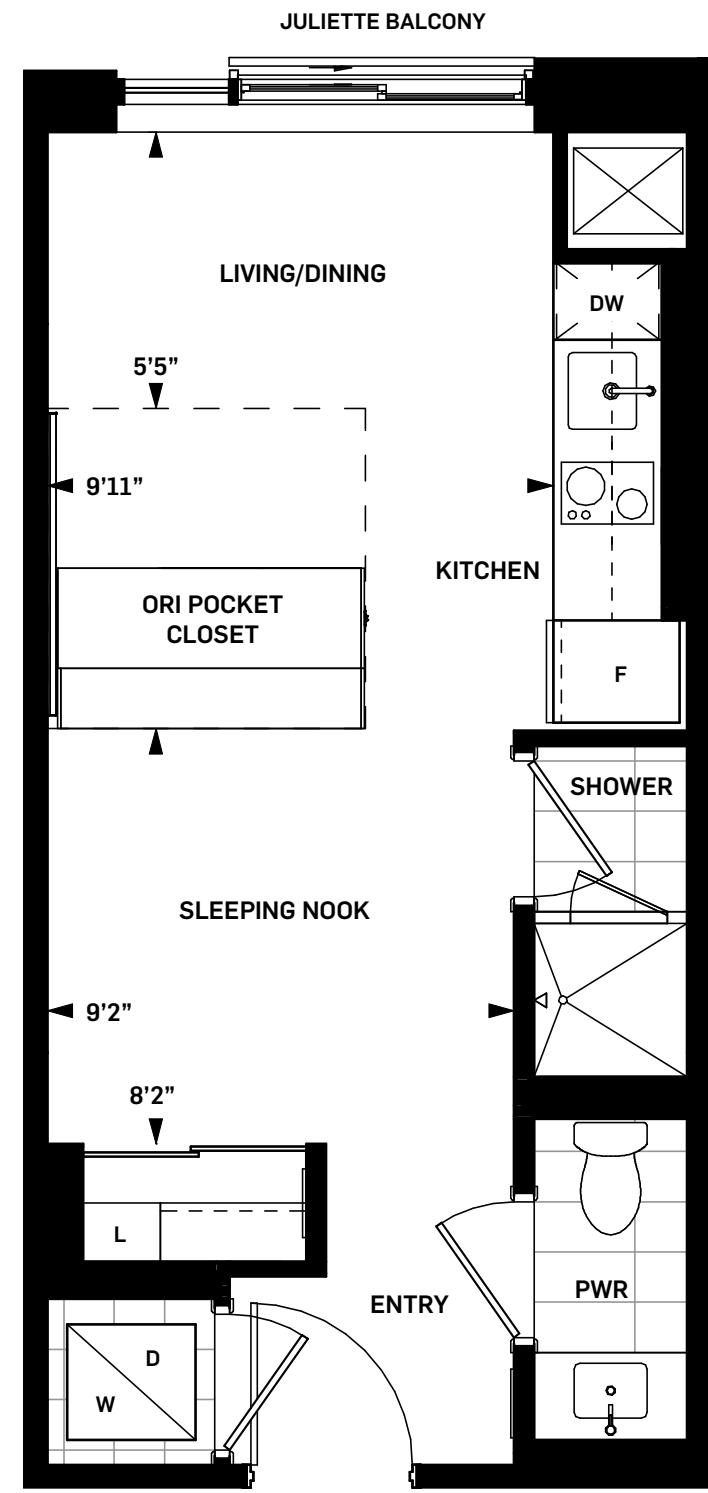 JULIETTE BALCONY
LIVING/DINING
DW
5’5”
9’11”
KITCHEN
ORI POCKET
CLOSET
F
SHOWER
SLEEPING NOOK
9’2”
8’2”
L
PWR
ENTRY
D
W